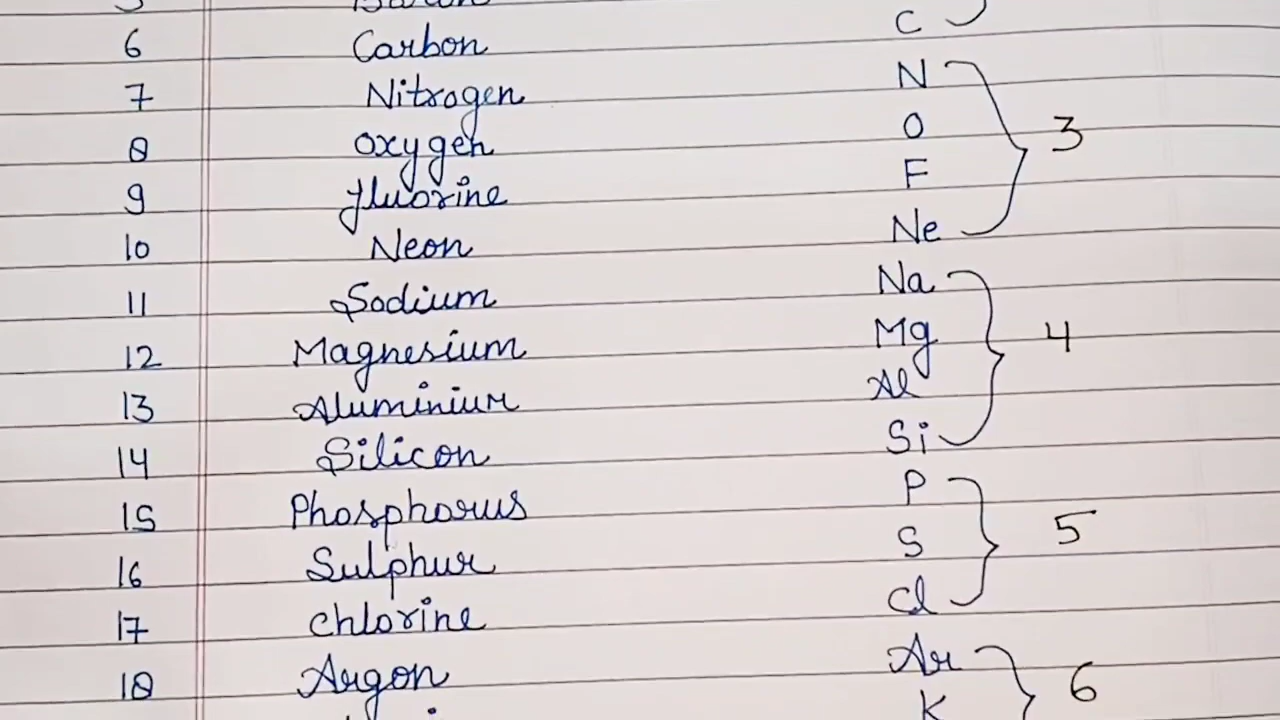 6 Carbon C
7 Nitrogen N
8 Oxygen O 3
9 fluorine F
10 Neon Ne
11 Sodium Na
12 Magnesium Mg 4
13 Aluminium Al
14 Silicon Si
15 Phosphorus P
16 Sulphur S 5
17 chlorine Cl
18 Argon Ar 6
K